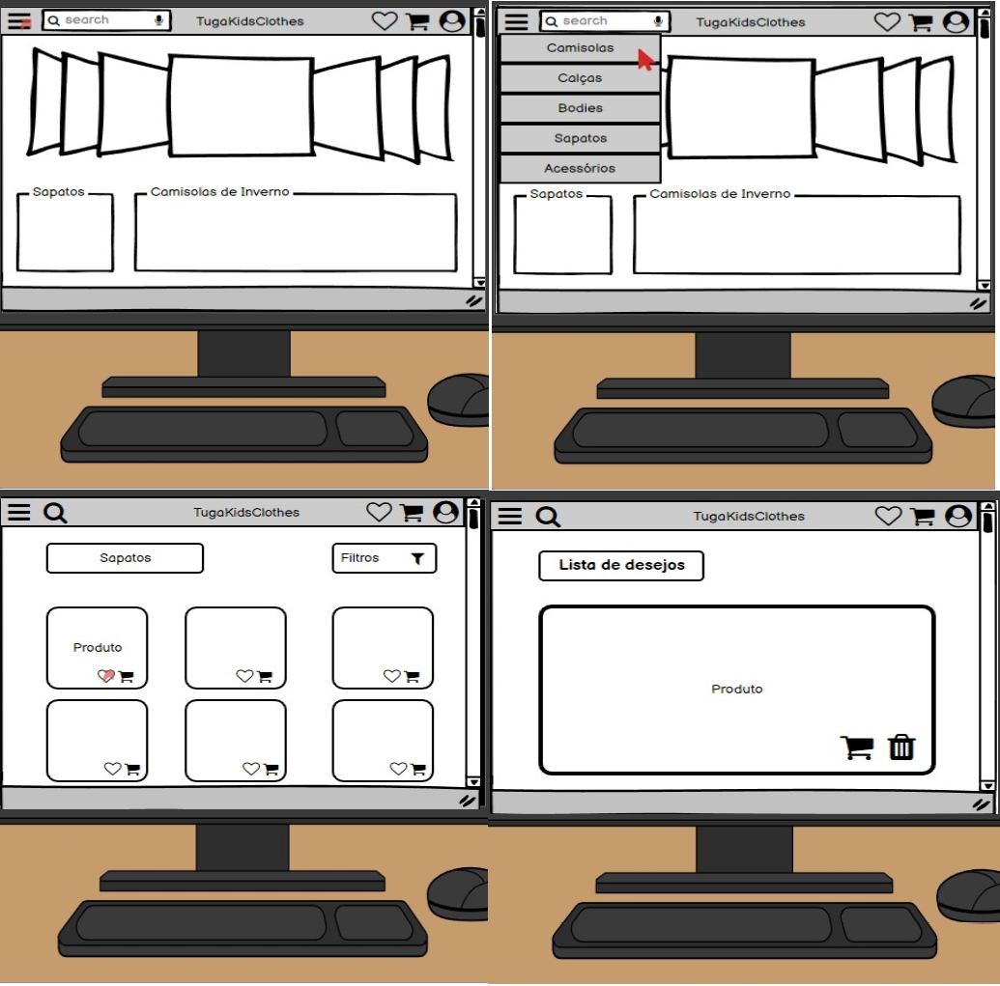 search
TugaKidsClothes
Sapatos
Camisolas de Inverno
search
TugaKidsClothes
Camisolas
Calças
Bodies
Sapatos
Acessórios
Sapatos
Camisolas de Inverno
TugaKidsClothes
Sapatos
Filtros
Produto
TugaKidsClothes
Lista de desejos
Produto